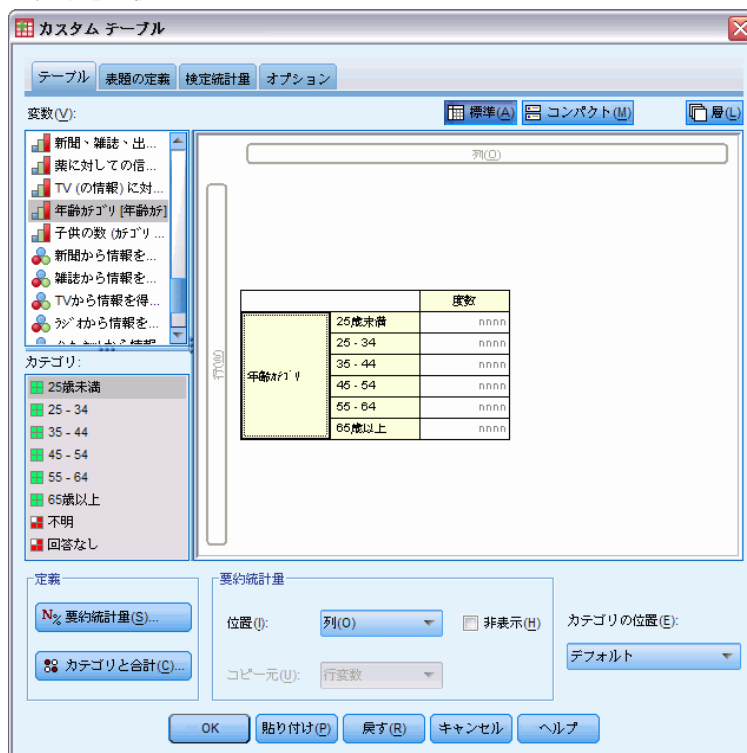 カスタム テーブル
テーブル 表題の定義 検定統計量 オプション
変数(V):
標準(A) コンパクト(M) 層(L)
新聞、雑誌、出...
薬に対しての信...
TV (の情報) に対...
年齢ｶﾃｺﾞﾘ [年齢ｶﾃ]
子供の数 (ｶﾃｺﾞﾘ ...
新聞から情報を...
雑誌から情報を...
TVから情報を得...
ﾗｼﾞｵから情報を...
カテゴリ:
25歳未満
25 - 34
35 - 44
45 - 54
55 - 64
65歳以上
不明
回答なし
列(O)
行(W)
度数
年齢ｶﾃｺﾞﾘ
25歳未満 nnnn
25 - 34 nnnn
35 - 44 nnnn
45 - 54 nnnn
55 - 64 nnnn
65歳以上 nnnn
定義
N% 要約統計量(S)...
カテゴリと合計(C)...
要約統計量
位置(I): 列(O) 非表示(H)
コピー元(U): 行変数
カテゴリの位置(E):
デフォルト
OK 貼り付け(P) 戻す(R) キャンセル ヘルプ